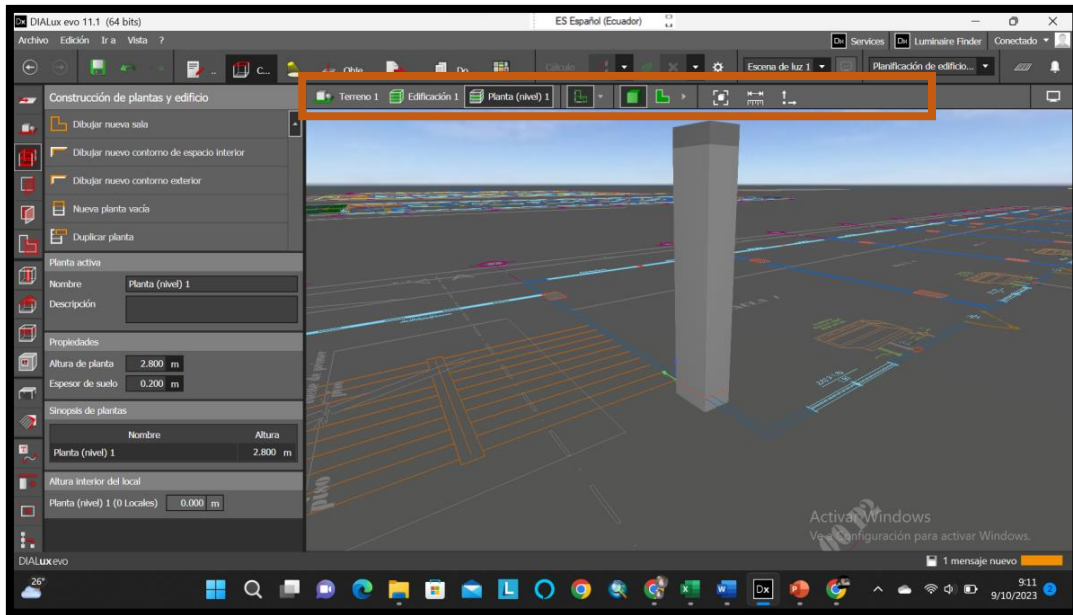 DIALux evo 11.1 (64 bits)
ES Español (Ecuador)
Archivo Edición Ir a Vista ?
Services Luminaire Finder Conectado
C... Do Cálculo Escena de luz 1 Planificación de edificio...
Construcción de plantas y edificio
Terreno 1 Edificación 1 Planta (nivel) 1
Dibujar nueva sala
Dibujar nuevo contorno de espacio interior
Dibujar nuevo contorno exterior
Nueva planta vacía
Duplicar planta
Planta activa
Nombre Planta (nivel) 1
Descripción
Propiedades
Altura de planta 2.800 m
Espesor de suelo 0.200 m
Sinopsis de plantas
Nombre Altura
Planta (nivel) 1 2.800 m
Altura interior del local
Planta (nivel) 1 (0 Locales) 0.000 m
piso
Activar Windows
Ve a Configuración para activar Windows.
DIALux evo
1 mensaje nuevo
26°
9:11
9/10/2023 2